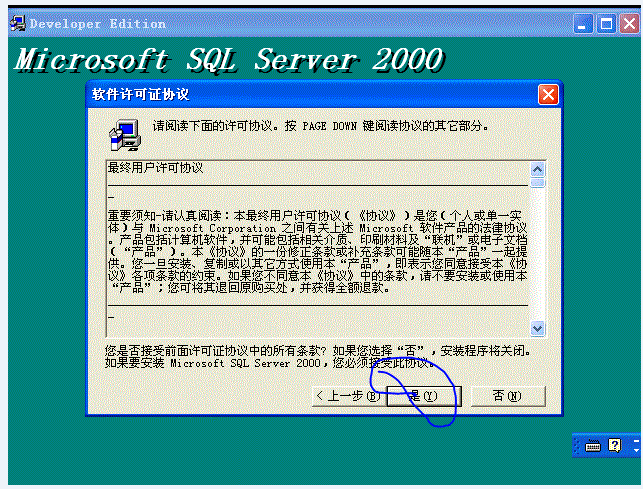 Developer Edition
Microsoft SQL Server 2000
软件许可证协议
请阅读下面的许可协议。按 PAGE DOWN 键阅读协议的其它部分。
最终用户许可协议
重要须知-请认真阅读：本最终用户许可协议（《协议》）是您（个人或单一实
体）与 Microsoft Corporation 之间有关上述 Microsoft 软件产品的法律协议
。产品包括计算机软件，并可能包括相关介质、印刷材料及“联机”或电子文档
（“产品”）。本《协议》的一份修正条款或补充条款可能随本“产品”一起提
供。您一旦安装、复制或以其它方式使用本“产品”，即表示您同意接受本《协
议》各项条款的约束。如果您不同意本《协议》中的条款，请不要安装或使用本
“产品”；您可将其退回原购买处，并获得全额退款。
您是否接受前面许可证协议中的所有条款？如果您选择“否”，安装程序将关闭。
如果要安装 Microsoft SQL Server 2000，您必须接受此协议。
< 上一步(B)
是(Y)
否(N)